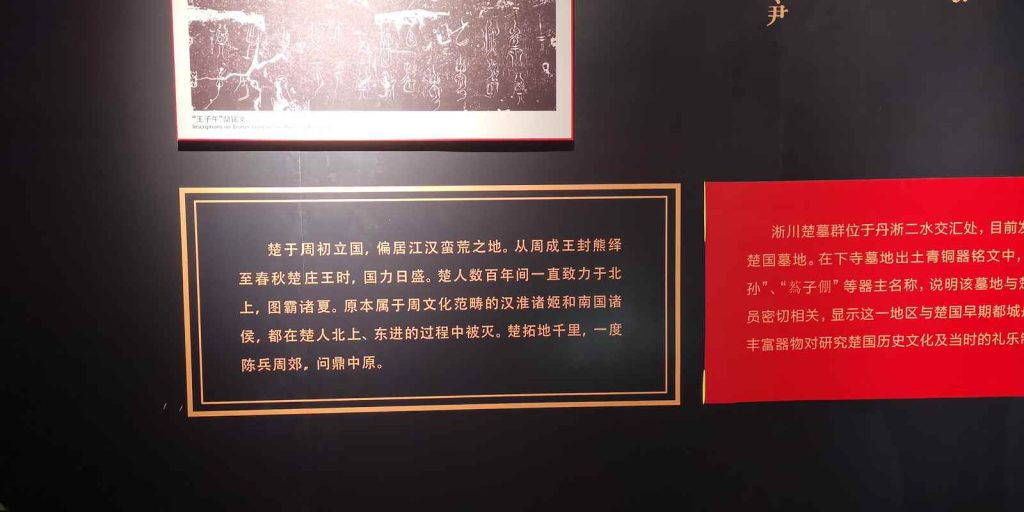 尹
"王子午"鼎铭文
楚于周初立国，偏居江汉蛮荒之地。从周成王封熊绎
至春秋楚庄王时，国力日盛。楚人数百年间一直致力于北
上，图霸诸夏。原本属于周文化范畴的汉淮诸姬和南国诸
侯，都在楚人北上、东进的过程中被灭。楚拓地千里，一度
陈兵周郊，问鼎中原。
淅川楚墓群位于丹淅二水交汇处，目前发
楚国墓地。在下寺墓地出土青铜器铭文中，
孙”、“蒍子倗”等器主名称，说明该墓地与楚
员密切相关，显示这一地区与楚国早期都城
丰富器物对研究楚国历史文化及当时的礼乐